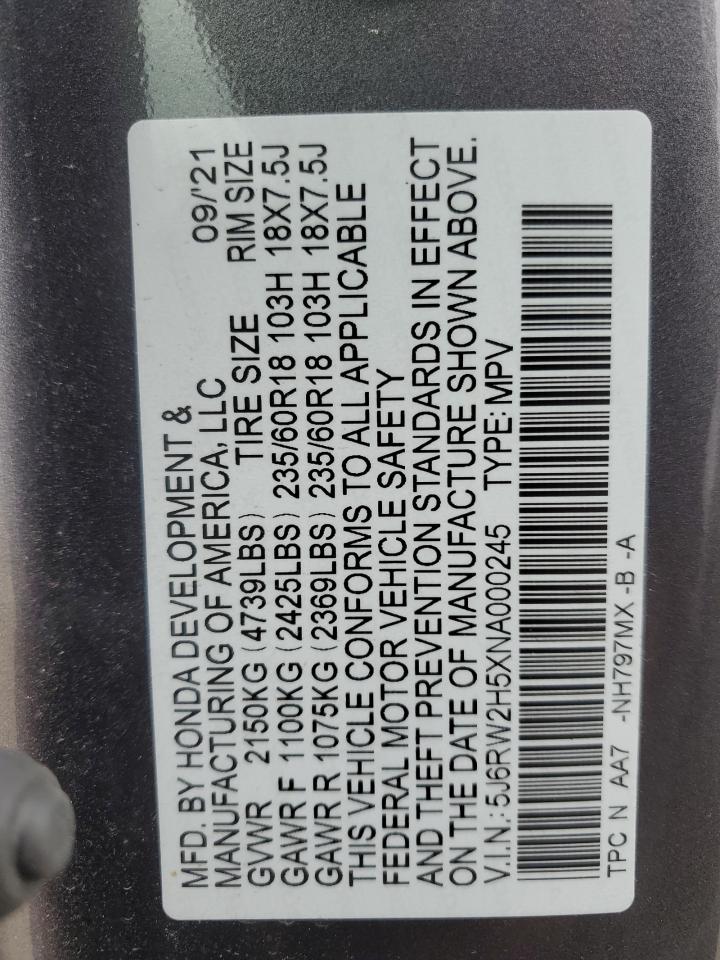 MFD. BY HONDA DEVELOPMENT &
MANUFACTURING OF AMERICA, LLC 09/'21
GVWR 2150KG (4739LBS) TIRE SIZE RIM SIZE
GAWR F 1100KG (2425LBS) 235/60R18 103H 18X7.5J
GAWR R 1075KG (2369LBS) 235/60R18 103H 18X7.5J
THIS VEHICLE CONFORMS TO ALL APPLICABLE
FEDERAL MOTOR VEHICLE SAFETY
AND THEFT PREVENTION STANDARDS IN EFFECT
ON THE DATE OF MANUFACTURE SHOWN ABOVE.
V.I.N.: 5J6RW2H5XNA000245 TYPE: MPV
TPC N AA7 -NH797MX -B -A